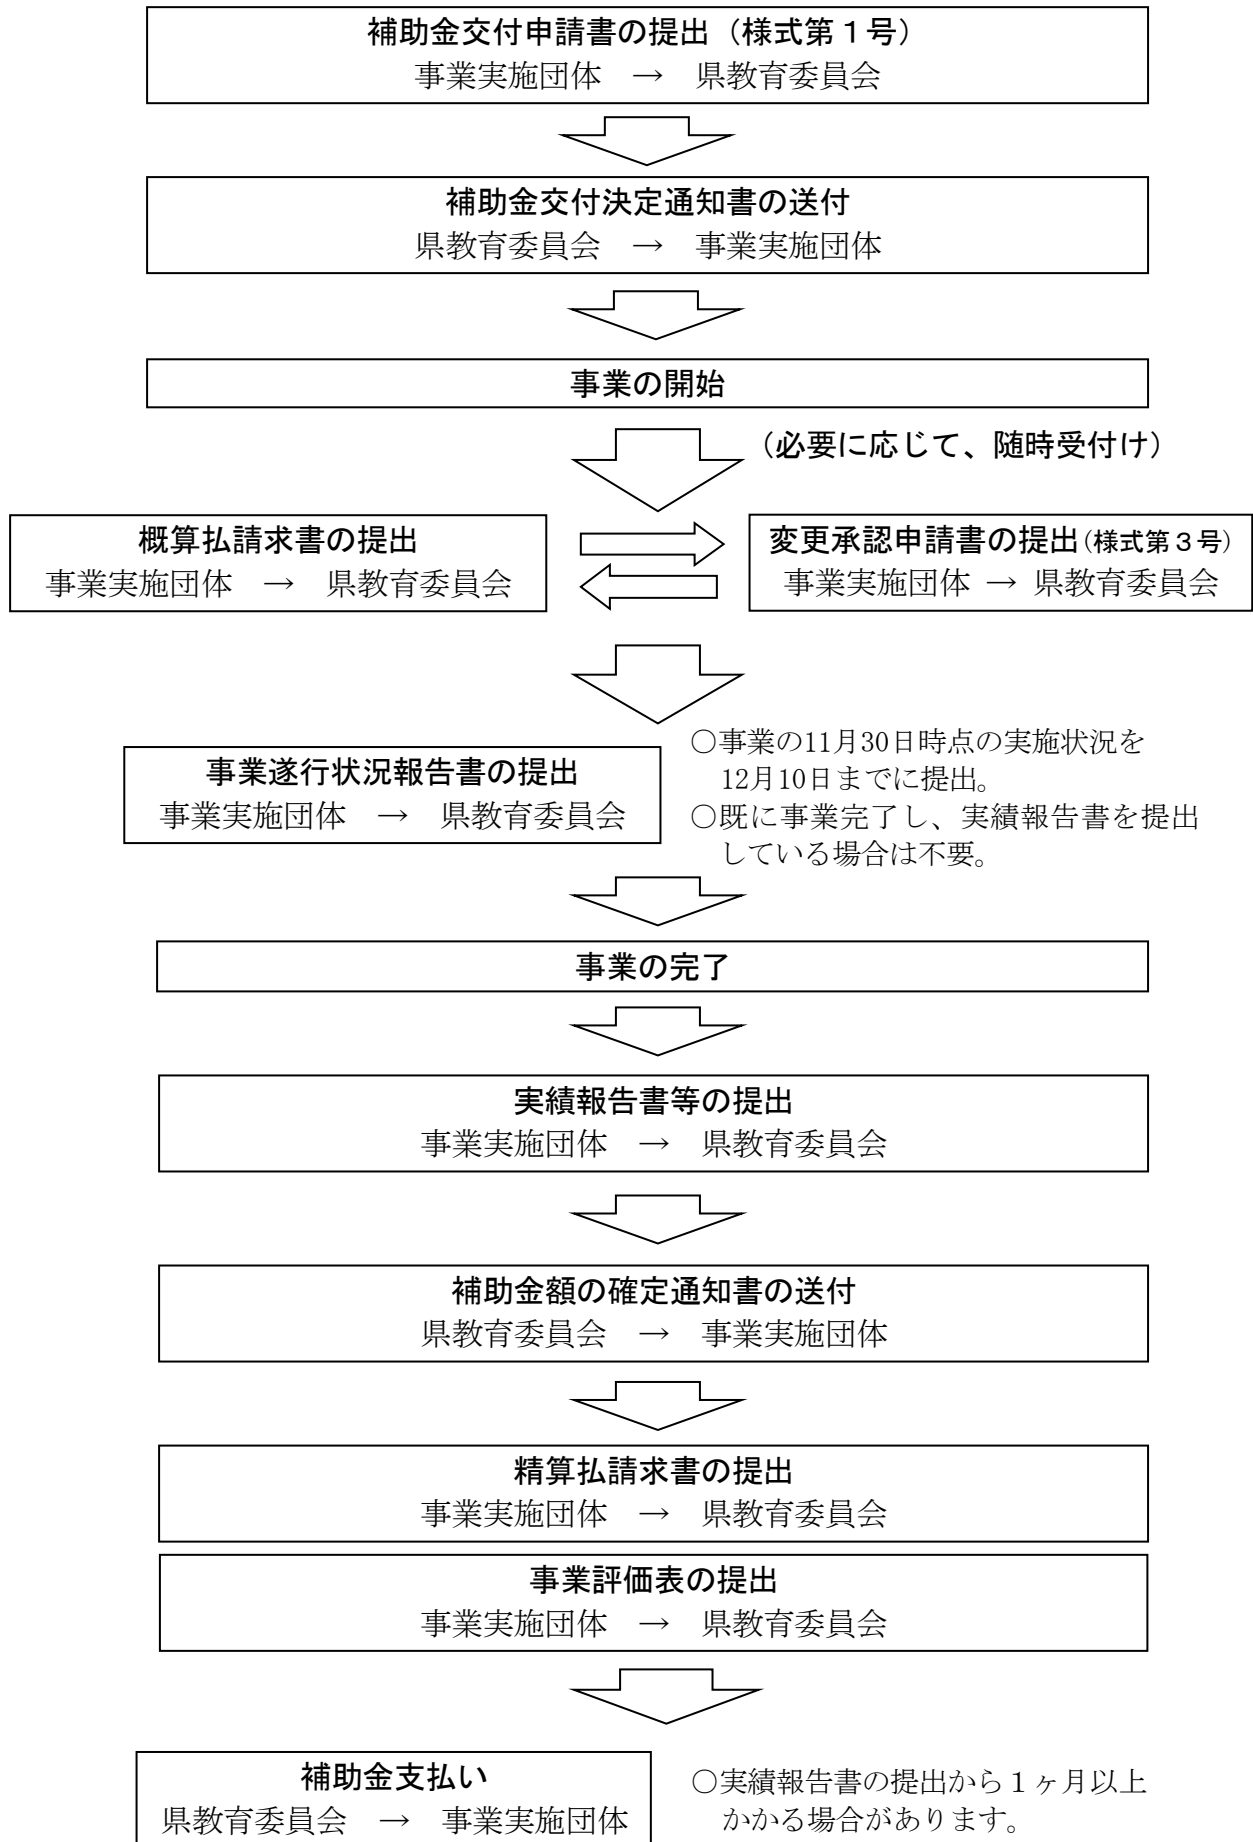 補助金交付申請書の提出（様式第１号）
事業実施団体　→　県教育委員会
補助金交付決定通知書の送付
県教育委員会　→　事業実施団体
事業の開始
（必要に応じて、随時受付け）
概算払請求書の提出
事業実施団体　→　県教育委員会
変更承認申請書の提出（様式第３号）
事業実施団体 → 県教育委員会
事業遂行状況報告書の提出
事業実施団体　→　県教育委員会
○事業の11月30日時点の実施状況を
12月10日までに提出。
○既に事業完了し、実績報告書を提出
している場合は不要。
事業の完了
実績報告書等の提出
事業実施団体　→　県教育委員会
補助金額の確定通知書の送付
県教育委員会　→　事業実施団体
精算払請求書の提出
事業実施団体　→　県教育委員会
事業評価表の提出
事業実施団体　→　県教育委員会
補助金支払い
県教育委員会　→　事業実施団体
○実績報告書の提出から１ヶ月以上
かかる場合があります。